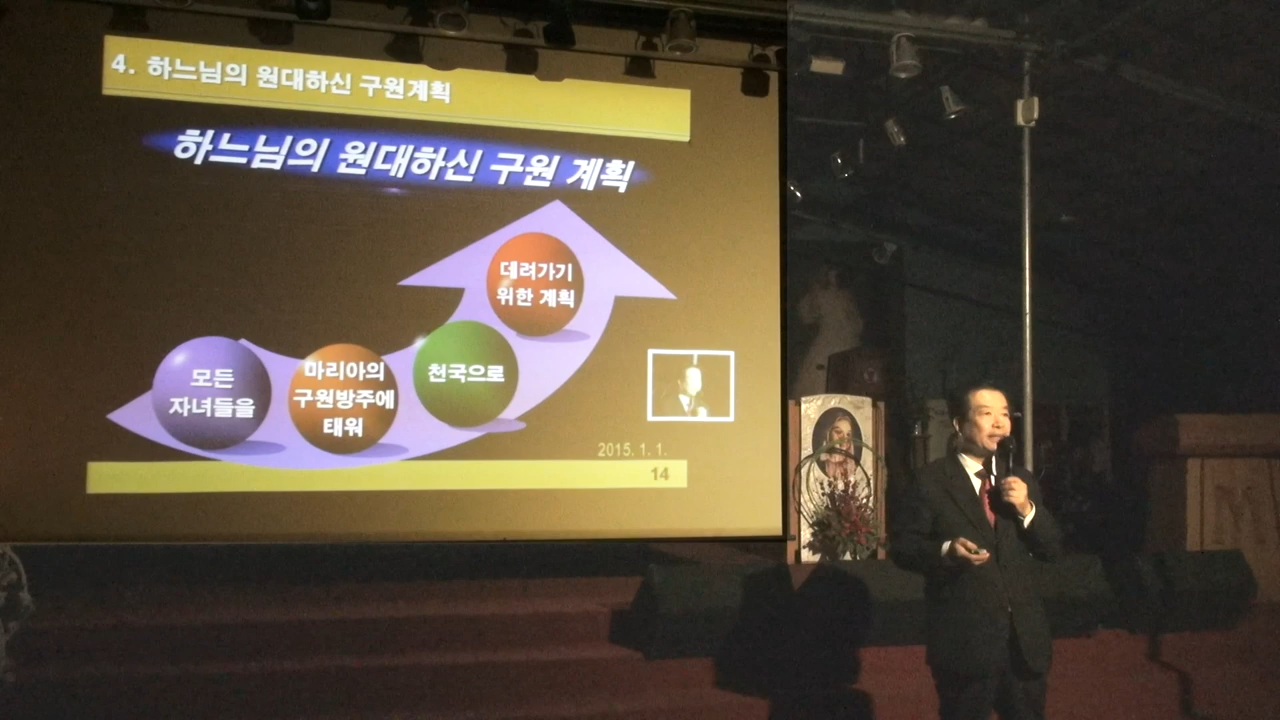 4. 하느님의 원대하신 구원계획
하느님의 원대하신 구원 계획
모든
자녀들을
마리아의
구원방주에
태워
천국으로
데려가기
위한 계획
2015. 1. 1.
14
M